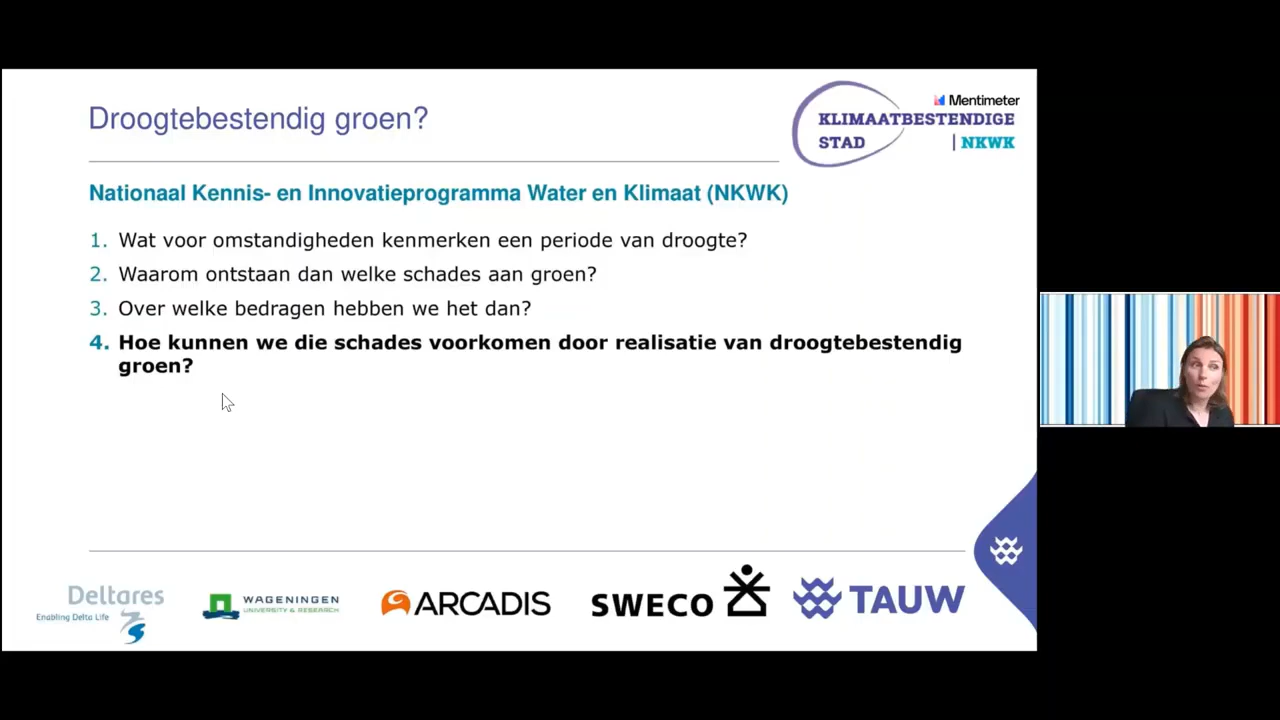 Droogtebestendig groen?
Mentimeter
KLIMAATBESTENDIGE
STAD | NKWK
Nationaal Kennis- en Innovatieprogramma Water en Klimaat (NKWK)
1. Wat voor omstandigheden kenmerken een periode van droogte?
2. Waarom ontstaan dan welke schades aan groen?
3. Over welke bedragen hebben we het dan?
4. Hoe kunnen we die schades voorkomen door realisatie van droogtebestendig
groen?
Deltares
Enabling Delta Life
WAGENINGEN
UNIVERSITY & RESEARCH
ARCADIS
SWECO
TAUW